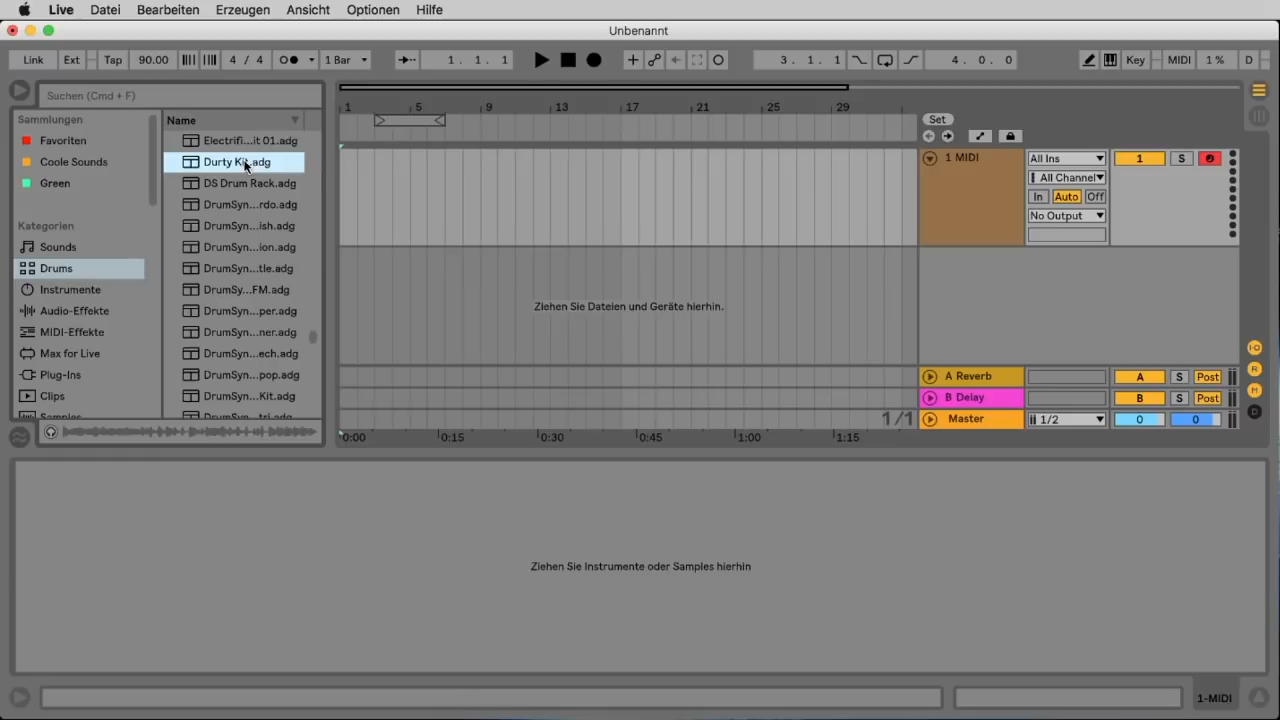 Live Datei Bearbeiten Erzeugen Ansicht Optionen Hilfe
Unbenannt
Link Ext Tap 90.00 4 / 4 1 Bar 1. 1. 1 3. 1. 1 4. 0. 0 Key MIDI 1 % D
Suchen (Cmd + F)
Sammlungen
Favoriten
Coole Sounds
Green
Kategorien
Sounds
Drums
Instrumente
Audio-Effekte
MIDI-Effekte
Max for Live
Plug-Ins
Clips
Samples
Name
Electrifi...it 01.adg
Durty Kit.adg
DS Drum Rack.adg
DrumSyn...rdo.adg
DrumSyn...ish.adg
DrumSyn...ion.adg
DrumSyn...tle.adg
DrumSy...FM.adg
DrumSyn...per.adg
DrumSyn...ner.adg
DrumSyn...ech.adg
DrumSyn...pop.adg
DrumSyn...Kit.adg
DrumSyn...tri.adg
1 5 9 13 17 21 25 29
Set
1 MIDI All Ins 1 S
All Channel
In Auto Off
No Output
Ziehen Sie Dateien und Geräte hierhin.
A Reverb A S Post
B Delay B S Post
1/1 Master 1/2 0 0
0:00 0:15 0:30 0:45 1:00 1:15
I·O
R
M
D
Ziehen Sie Instrumente oder Samples hierhin
1-MIDI